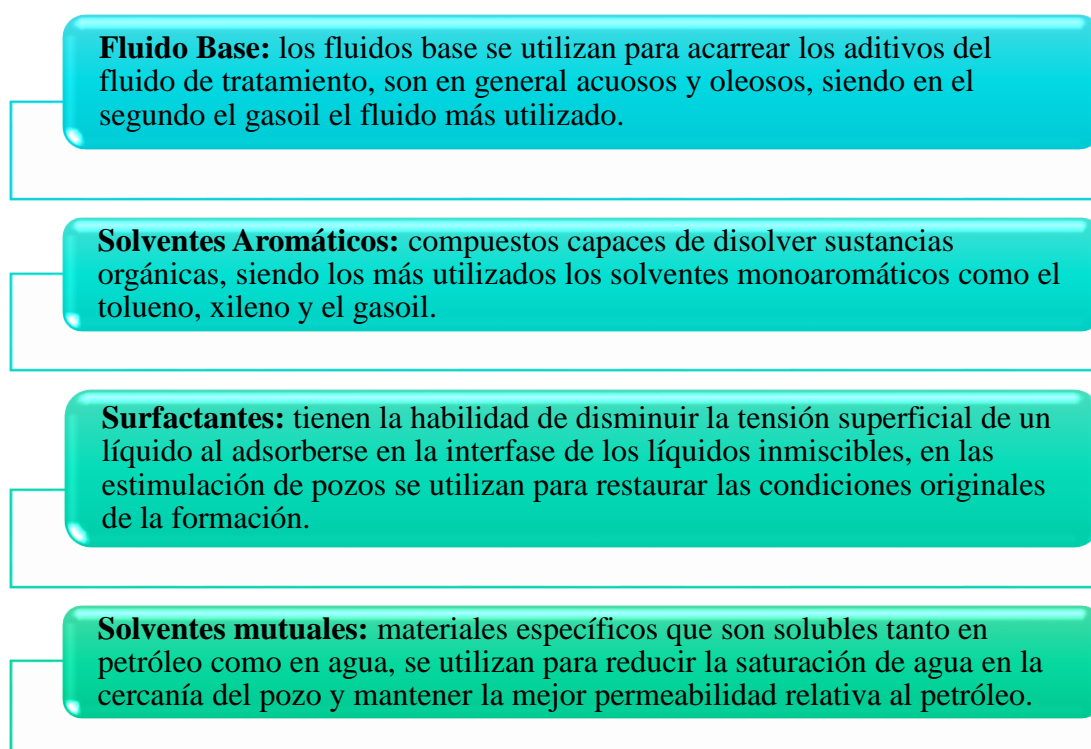 Fluido Base: los fluidos base se utilizan para acarrear los aditivos del
fluido de tratamiento, son en general acuosos y oleosos, siendo en el
segundo el gasoil el fluido más utilizado.
Solventes Aromáticos: compuestos capaces de disolver sustancias
orgánicas, siendo los más utilizados los solventes monoaromáticos como el
tolueno, xileno y el gasoil.
Surfactantes: tienen la habilidad de disminuir la tensión superficial de un
líquido al adsorberse en la interfase de los líquidos inmiscibles, en las
estimulación de pozos se utilizan para restaurar las condiciones originales
de la formación.
Solventes mutuales: materiales específicos que son solubles tanto en
petróleo como en agua, se utilizan para reducir la saturación de agua en la
cercanía del pozo y mantener la mejor permeabilidad relativa al petróleo.